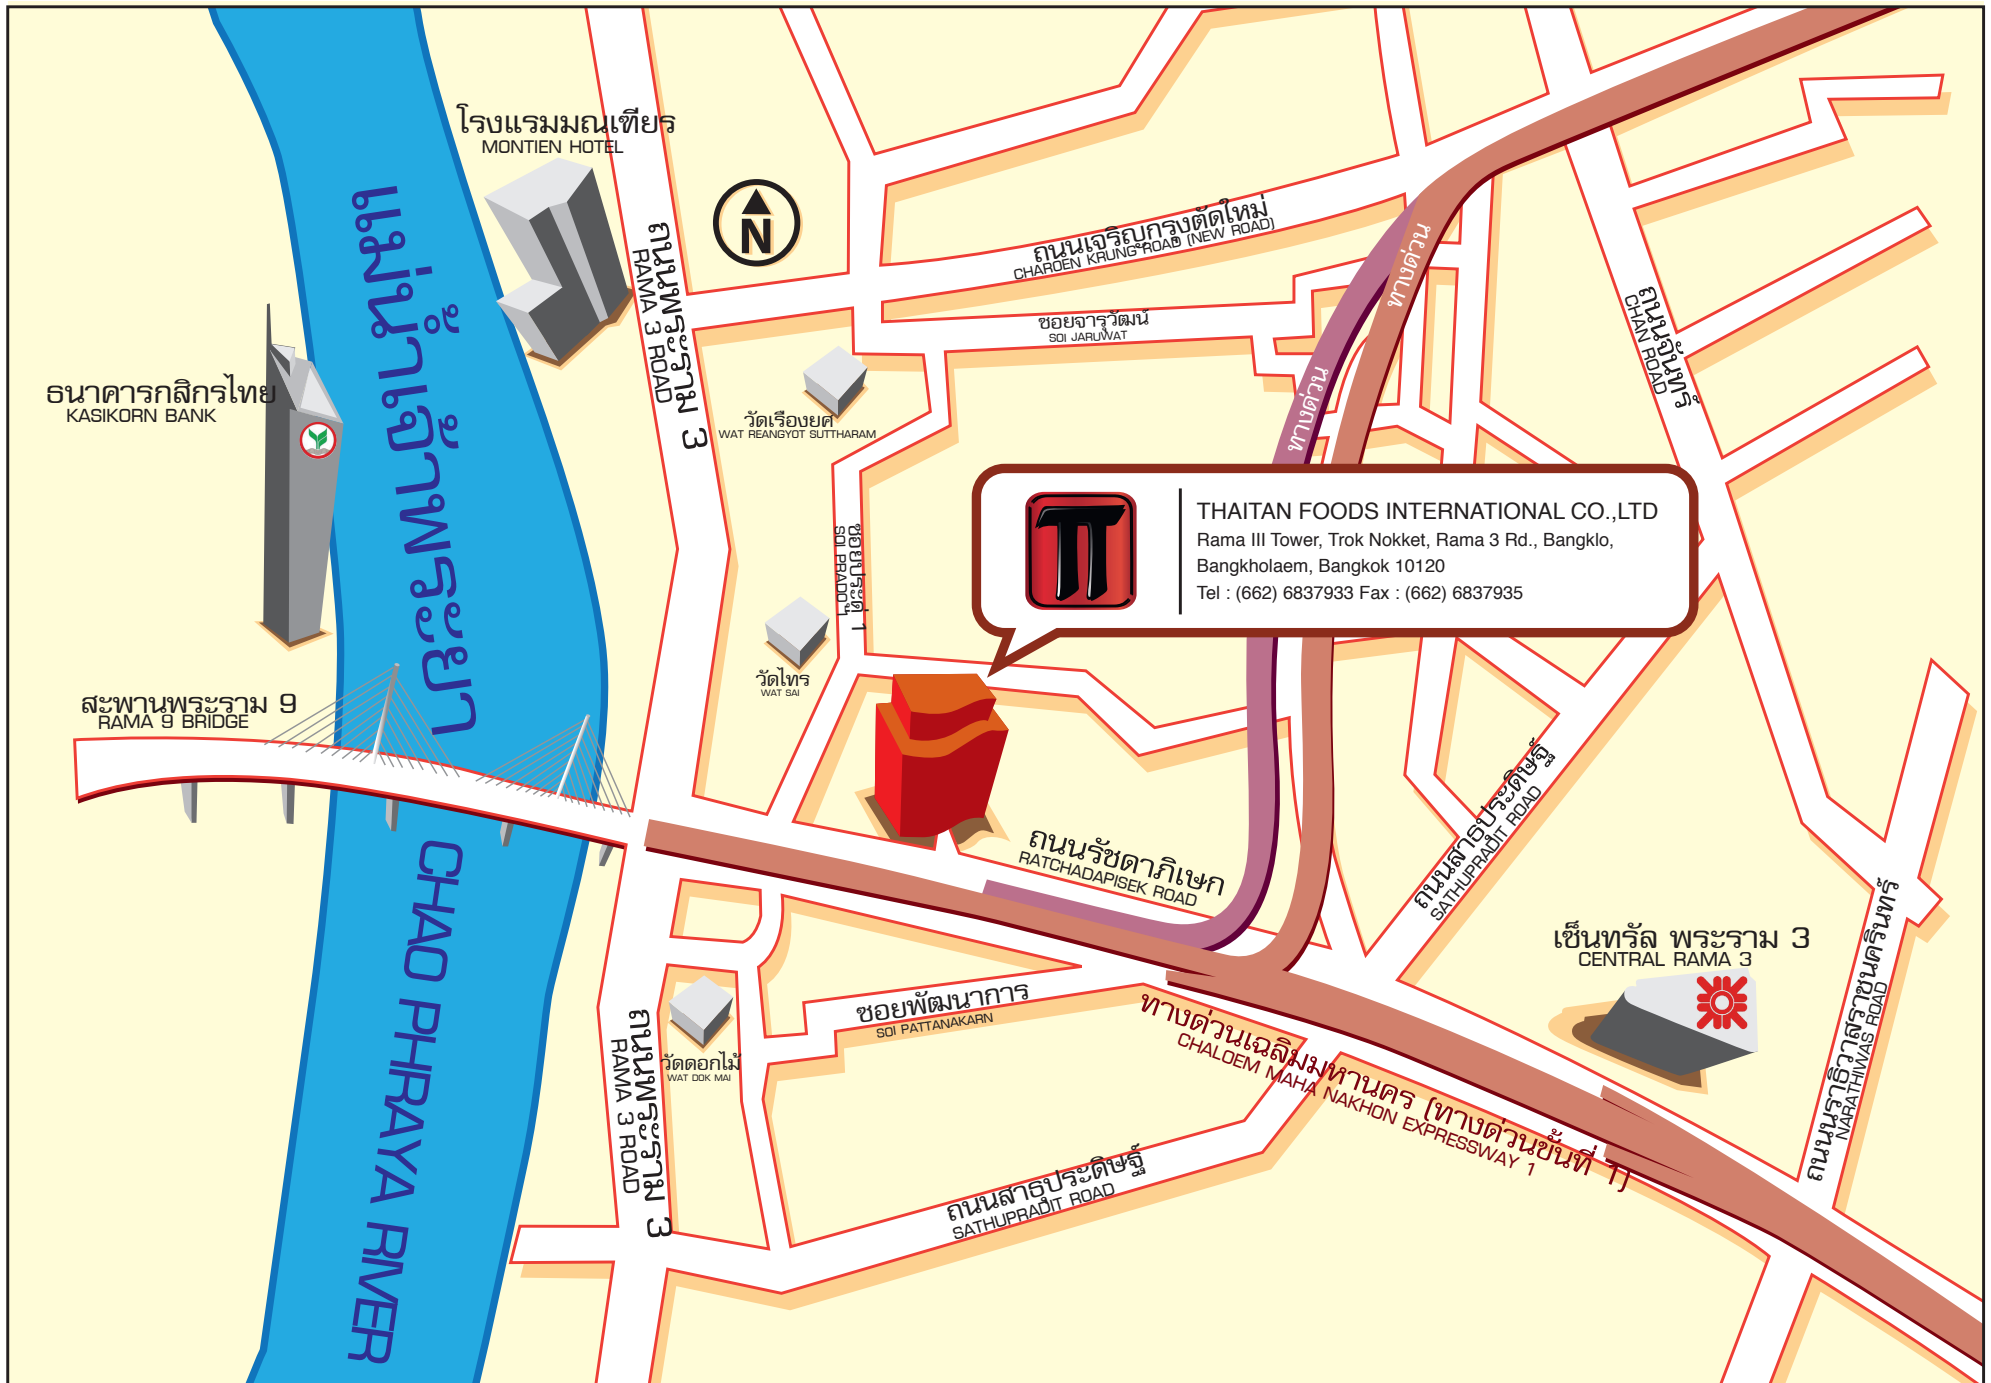 โรงแรมมณเฑียร
MONTIEN HOTEL
N
แม่น้ำเจ้าพระยา
CHAO PHRAYA RIVER
ถนนพระราม 3
RAMA 3 ROAD
ถนนเจริญกรุงตัดใหม่
CHAROEN KRUNG ROAD (NEW ROAD)
ทางด่วน
ทางด่วน
ซอยจารุวัฒน์
SOI JARUWAT
ถนนจันทร์
CHAN ROAD
ธนาคารกสิกรไทย
KASIKORN BANK
วัดเรืองยศ
WAT REANGYOT SUTTHARAM
THAITAN FOODS INTERNATIONAL CO.,LTD
Rama III Tower, Trok Nokket, Rama 3 Rd., Bangklo,
Bangkholaem, Bangkok 10120
Tel : (662) 6837933 Fax : (662) 6837935
ซอยประดู่ 1
SOI PRADOO 1
วัดไทร
WAT SAI
สะพานพระราม 9
RAMA 9 BRIDGE
ถนนรัชดาภิเษก
RATCHADAPISEK ROAD
ถนนสาธุประดิษฐ์
SATHUPRADIT ROAD
เซ็นทรัล พระราม 3
CENTRAL RAMA 3
ถนนนราธิวาสราชนครินทร์
NARATHIWAS ROAD
ซอยพัฒนาการ
SOI PATTANAKARN
ทางด่วนเฉลิมมหานคร (ทางด่วนขั้นที่ 1)
CHALOEM MAHA NAKHON EXPRESSWAY 1
วัดดอกไม้
WAT DOK MAI
ถนนพระราม 3
RAMA 3 ROAD
ถนนสาธุประดิษฐ์
SATHUPRADIT ROAD